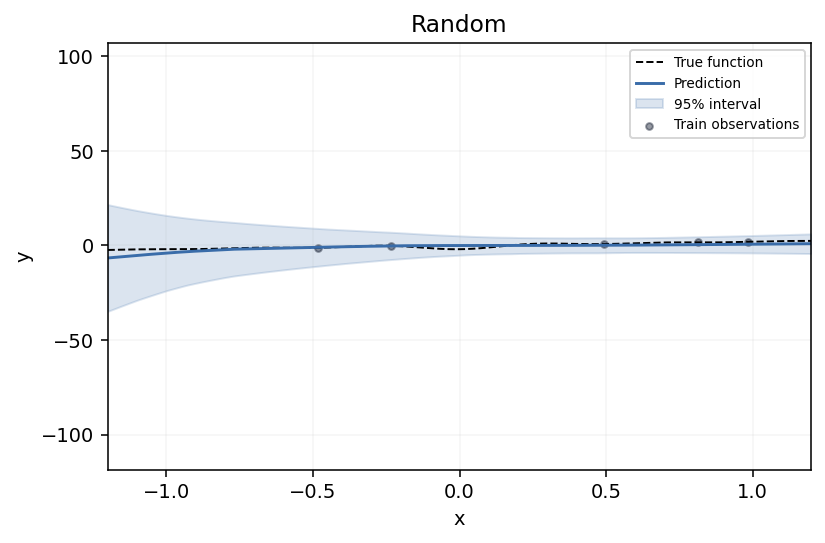 Random
True function
Prediction
95% interval
Train observations
y
100
50
0
−50
−100
−1.0
−0.5
0.0
0.5
1.0
x